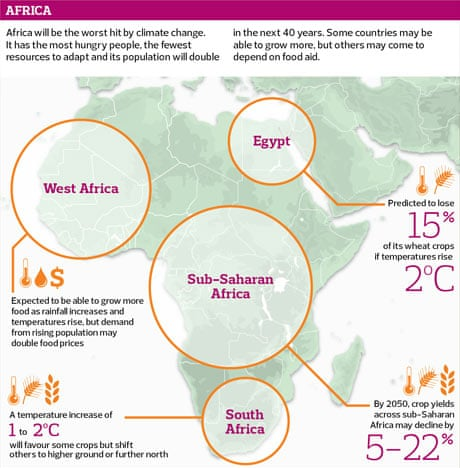 AFRICA
Africa will be the worst hit by climate change.
It has the most hungry people, the fewest
resources to adapt and its population will double
in the next 40 years. Some countries may be
able to grow more, but others may come to
depend on food aid.
Egypt
West Africa
Predicted to lose
15%
of its wheat crops
if temperatures rise
2ºC
$
Expected to be able to grow more
food as rainfall increases and
temperatures rise, but demand
from rising population may
double food prices
Sub-Saharan
Africa
A temperature increase of
1 to 2ºC
will favour some crops but shift
others to higher ground or further north
South
Africa
By 2050, crop yields
across sub-Saharan
Africa may decline by
5–22%